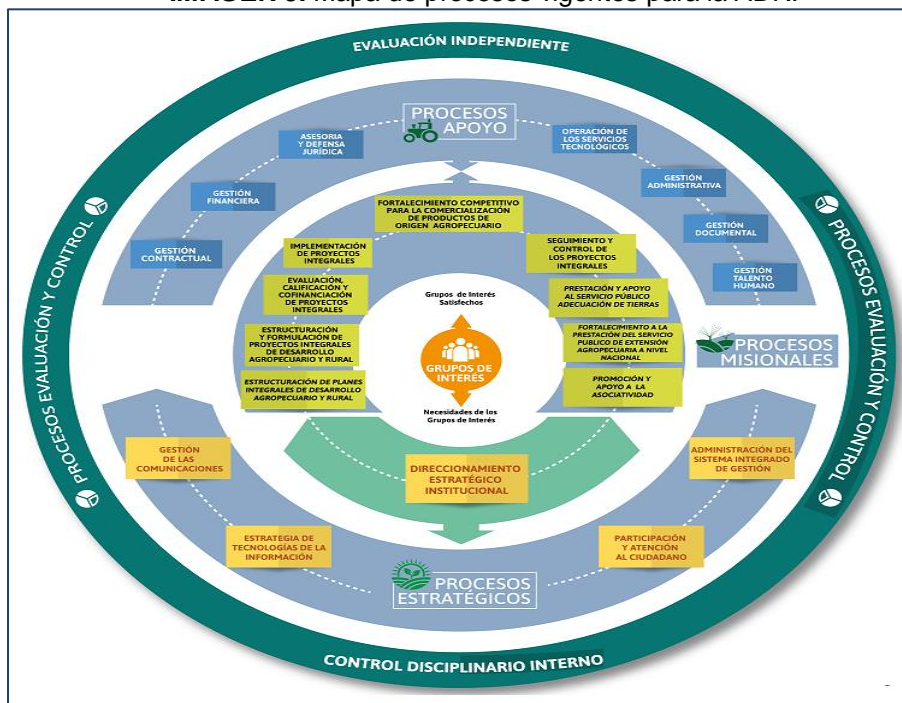 Mapa de procesos vigentes para la ADR.
EVALUACIÓN INDEPENDIENTE
PROCESOS EVALUACIÓN Y CONTROL
PROCESOS EVALUACIÓN Y CONTROL
PROCESOS
APOYO
ASESORIA
Y DEFENSA
JURÍDICA
GESTIÓN
FINANCIERA
GESTIÓN
CONTRACTUAL
OPERACIÓN DE
LOS SERVICIOS
TECNOLÓGICOS
GESTIÓN
ADMINISTRATIVA
GESTIÓN
DOCUMENTAL
GESTIÓN
TALENTO
HUMANO
FORTALECIMIENTO COMPETITIVO
PARA LA COMERCIALIZACIÓN
DE PRODUCTOS DE
ORIGEN AGROPECUARIO
IMPLEMENTACIÓN
DE PROYECTOS
INTEGRALES
EVALUACIÓN,
CALIFICACIÓN Y
COFINANCIACIÓN
DE PROYECTOS
INTEGRALES
ESTRUCTURACIÓN
Y FORMULACIÓN DE
PROYECTOS INTEGRALES
DE DESARROLLO
AGROPECUARIO Y RURAL
ESTRUCTURACIÓN DE PLANES
INTEGRALES DE DESARROLLO
AGROPECUARIO Y RURAL
SEGUIMIENTO Y
CONTROL DE
LOS PROYECTOS
INTEGRALES
PRESTACIÓN Y APOYO
AL SERVICIO PÚBLICO
ADECUACIÓN DE TIERRAS
FORTALECIMIENTO A LA
PRESTACIÓN DEL SERVICIO
PUBLICO DE EXTENSIÓN
AGROPECUARIA A NIVEL
NACIONAL
PROMOCIÓN Y
APOYO A LA
ASOCIATIVIDAD
Grupos de Interés
Satisfechos
GRUPOS DE
INTERÉS
Necesidades de los
Grupos de Interés
PROCESOS
MISIONALES
DIRECCIONAMIENTO
ESTRATÉGICO
INSTITUCIONAL
GESTIÓN
DE LAS
COMUNICACIONES
ESTRATEGIA DE
TECNOLOGÍAS DE LA
INFORMACIÓN
ADMINISTRACIÓN DEL
SISTEMA INTEGRADO
DE GESTIÓN
PARTICIPACIÓN
Y ATENCIÓN
AL CIUDADANO
PROCESOS
ESTRATÉGICOS
CONTROL DISCIPLINARIO INTERNO